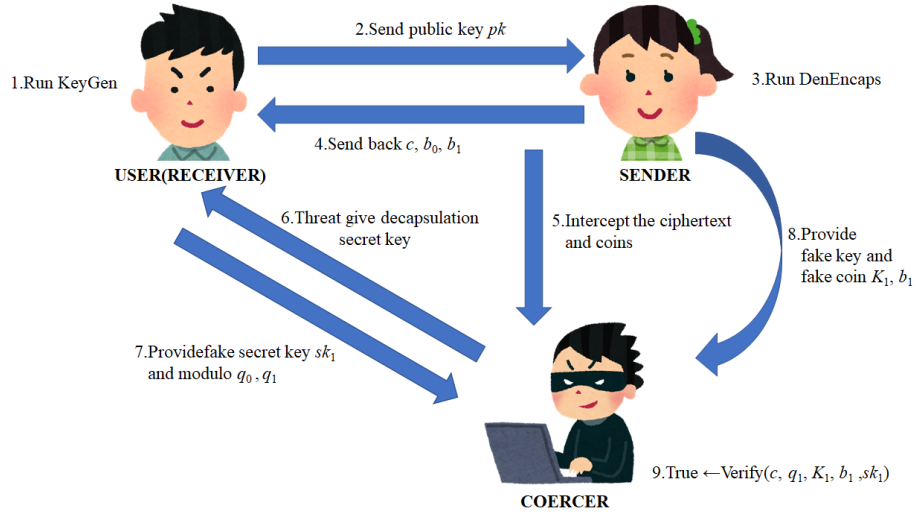 2.Send public key pk
1.Run KeyGen
3.Run DenEncaps
4.Send back c, b₀, b₁
USER(RECEIVER)
SENDER
6.Threat give decapsulation
secret key
5.Intercept the ciphertext
and coins
8.Provide
fake key and
fake coin K₁, b₁
7.Providefake secret key sk₁
and modulo q₀, q₁
9.True ←Verify(c, q₁, K₁, b₁ ,sk₁)
COERCER